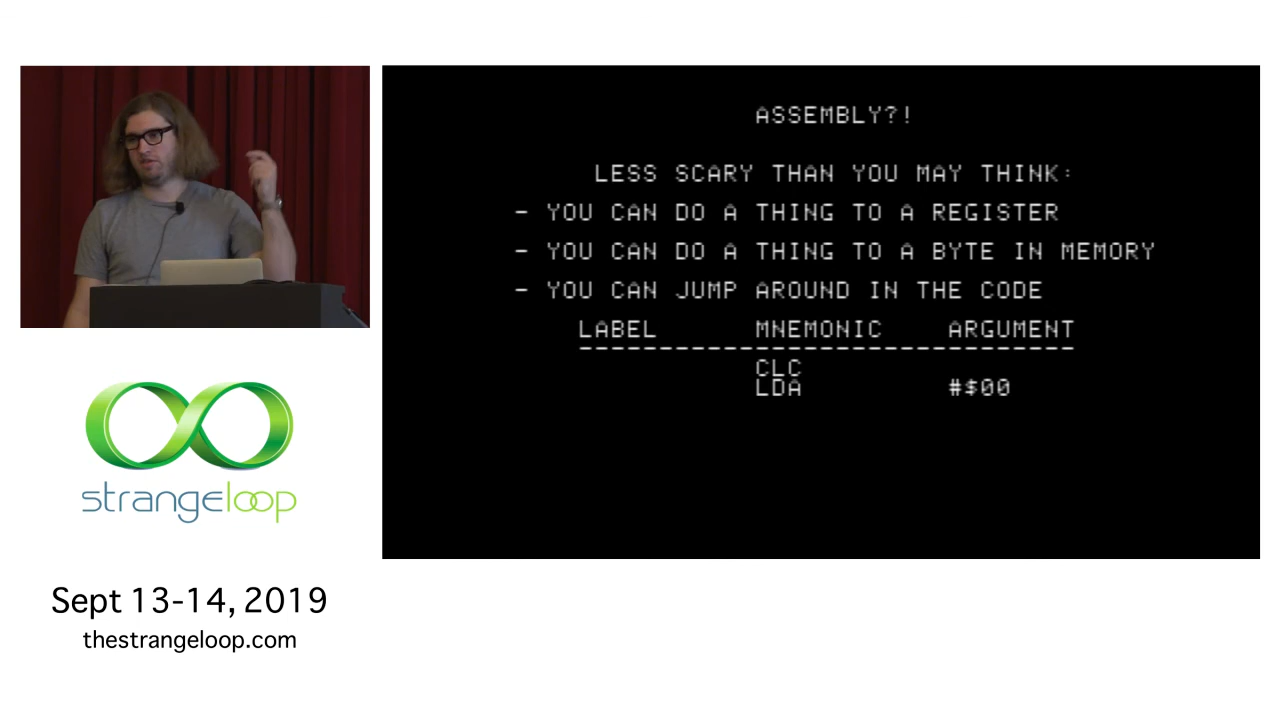 ASSEMBLY?!
LESS SCARY THAN YOU MAY THINK:
- YOU CAN DO A THING TO A REGISTER
- YOU CAN DO A THING TO A BYTE IN MEMORY
- YOU CAN JUMP AROUND IN THE CODE
LABEL MNEMONIC ARGUMENT
-------------------------------
CLC
LDA #$00
strangeloop
Sept 13-14, 2019
thestrangeloop.com